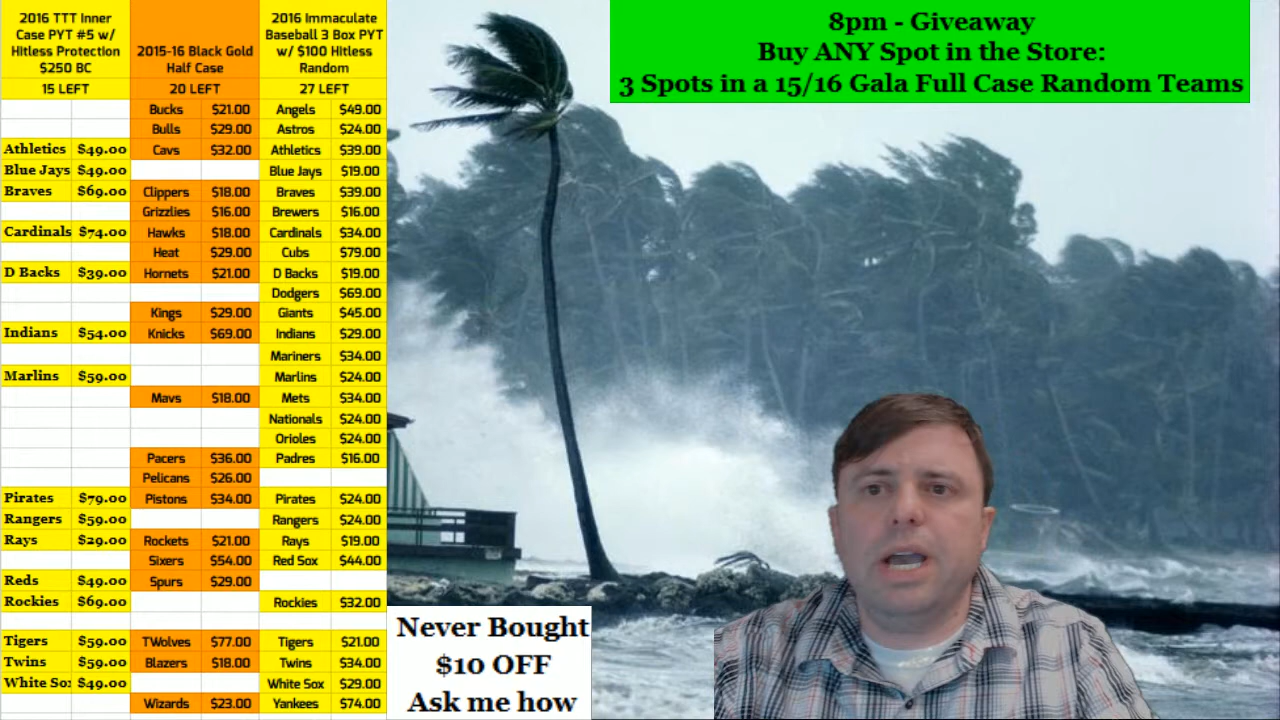 2016 TTT Inner
Case PYT #5 w/
Hitless Protection
$250 BC
15 LEFT
Athletics $49.00
Blue Jays $49.00
Braves $69.00
Cardinals $74.00
D Backs $39.00
Indians $54.00
Marlins $59.00
Pirates $79.00
Rangers $59.00
Rays $29.00
Reds $49.00
Rockies $69.00
Tigers $59.00
Twins $59.00
White Sox $49.00
2015-16 Black Gold
Half Case
20 LEFT
Bucks $21.00
Bulls $29.00
Cavs $32.00
Clippers $18.00
Grizzlies $16.00
Hawks $18.00
Heat $29.00
Hornets $21.00
Kings $29.00
Knicks $69.00
Mavs $18.00
Pacers $36.00
Pelicans $26.00
Pistons $34.00
Rockets $21.00
Sixers $54.00
Spurs $29.00
TWolves $77.00
Blazers $18.00
Wizards $23.00
2016 Immaculate
Baseball 3 Box PYT
w/ $100 Hitless
Random
27 LEFT
Angels $49.00
Astros $24.00
Athletics $39.00
Blue Jays $19.00
Braves $39.00
Brewers $16.00
Cardinals $34.00
Cubs $79.00
D Backs $19.00
Dodgers $69.00
Giants $45.00
Indians $29.00
Mariners $34.00
Marlins $24.00
Mets $34.00
Nationals $24.00
Orioles $24.00
Padres $16.00
Pirates $24.00
Rangers $24.00
Rays $19.00
Red Sox $44.00
Rockies $32.00
Tigers $21.00
Twins $34.00
White Sox $29.00
Yankees $74.00
8pm - Giveaway
Buy ANY Spot in the Store:
3 Spots in a 15/16 Gala Full Case Random Teams
Never Bought
$10 OFF
Ask me how